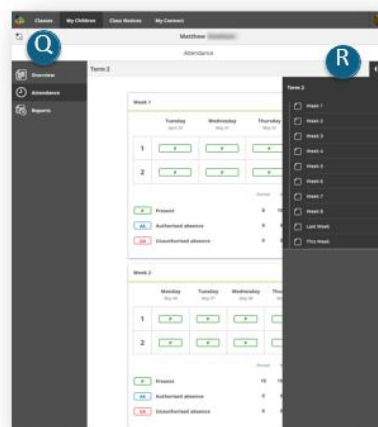 Classes My Children Class Notices My Connect
Q
R
Matthew
Attendance
Overview
Attendance
Reports
Term 2
Week 1
Tuesday Wednesday Thursday
1 P P
2 P P
P Present
AA Authorised absence
UA Unauthorised absence
Week 2
Monday Tuesday Wednesday Thu
1 P P P
2 P P P
P Present
AA Authorised absence
UA Unauthorised absence
Term 2
Week 1
Week 2
Week 3
Week 4
Week 5
Week 6
Week 7
Week 8
Last Week
This Week